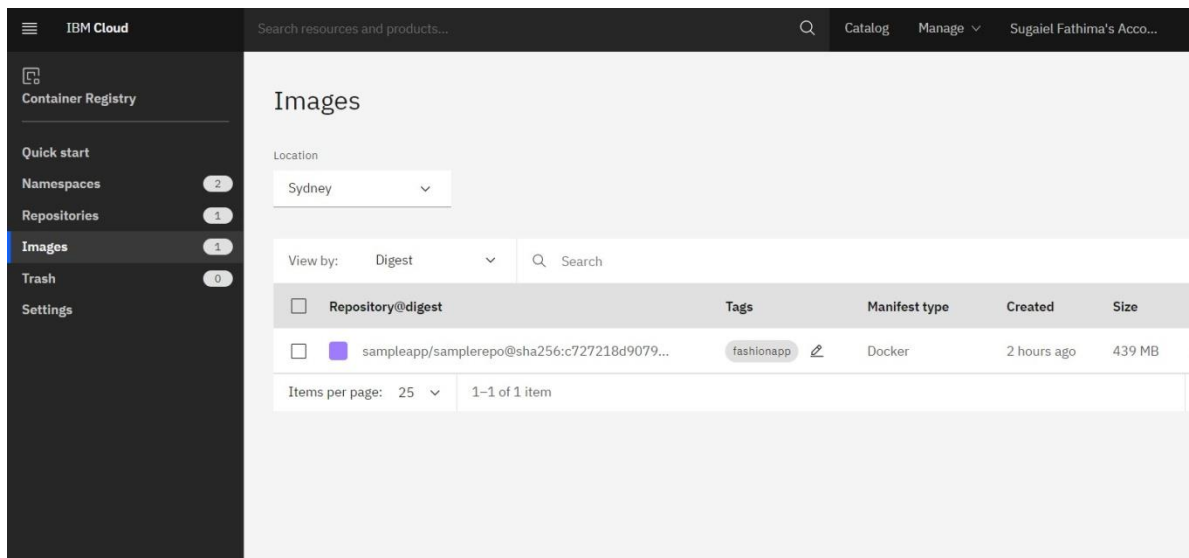 IBM Cloud
Search resources and products...
Catalog
Manage
Sugaiel Fathima's Acco...
Container Registry
Quick start
Namespaces 2
Repositories 1
Images 1
Trash 0
Settings
Images
Location
Sydney
View by: Digest
Search
Repository@digest Tags Manifest type Created Size
sampleapp/samplerepo@sha256:c727218d9079... fashionapp Docker 2 hours ago 439 MB
Items per page: 25 1–1 of 1 item